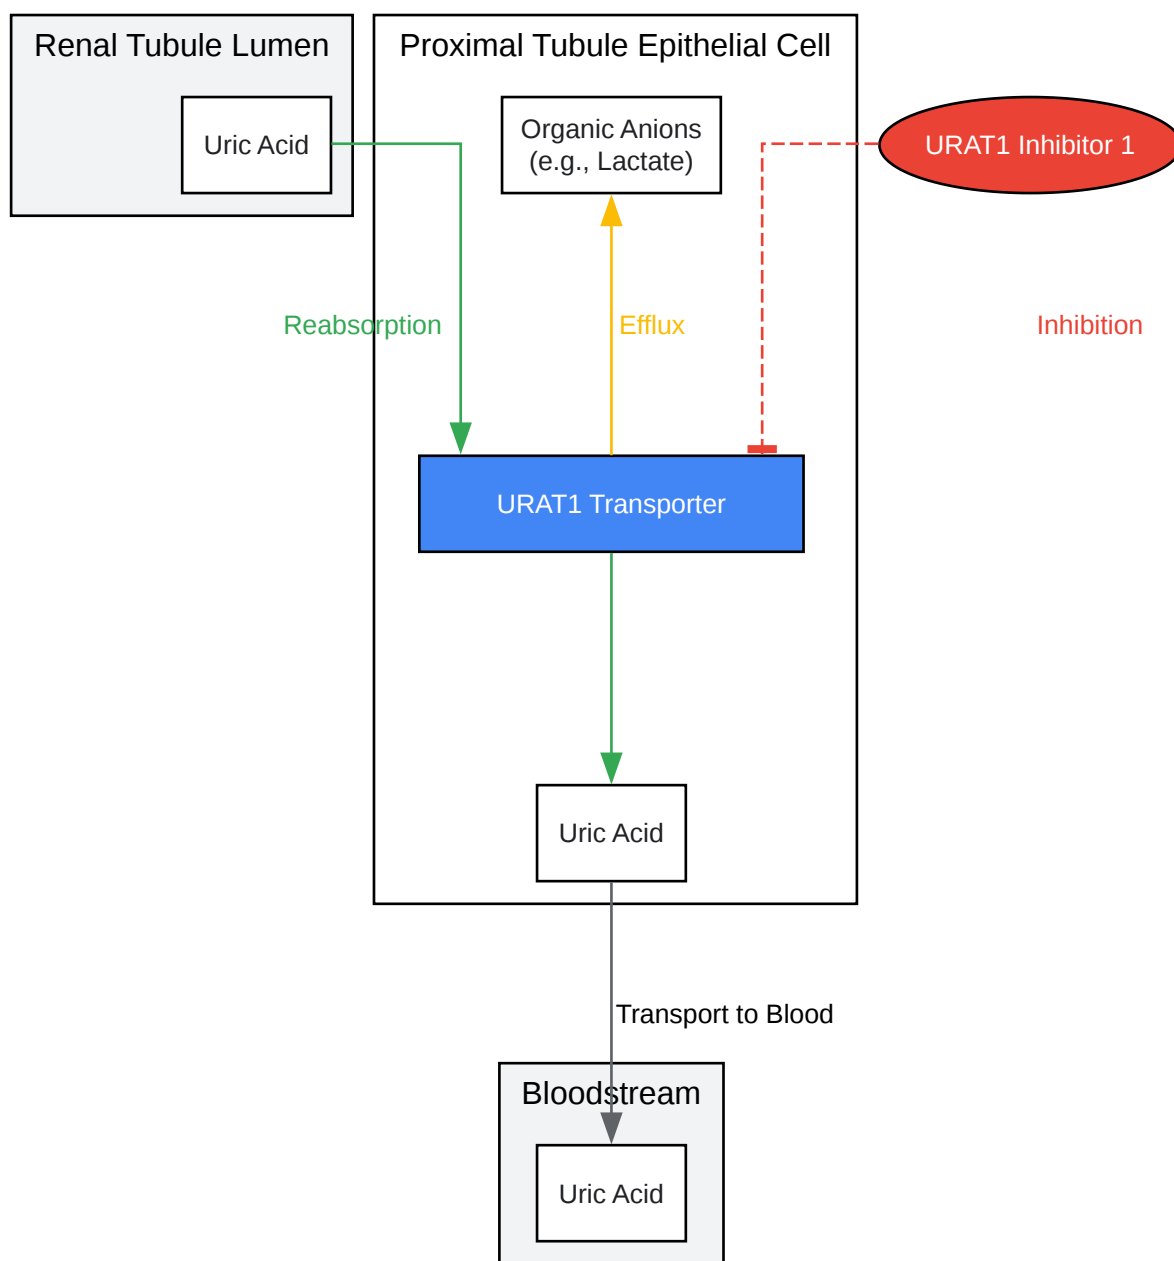 Renal Tubule Lumen
Proximal Tubule Epithelial Cell
Uric Acid
Organic Anions
(e.g., Lactate)
URAT1 Inhibitor 1
Reabsorption
Efflux
Inhibition
URAT1 Transporter
Uric Acid
Transport to Blood
Bloodstream
Uric Acid